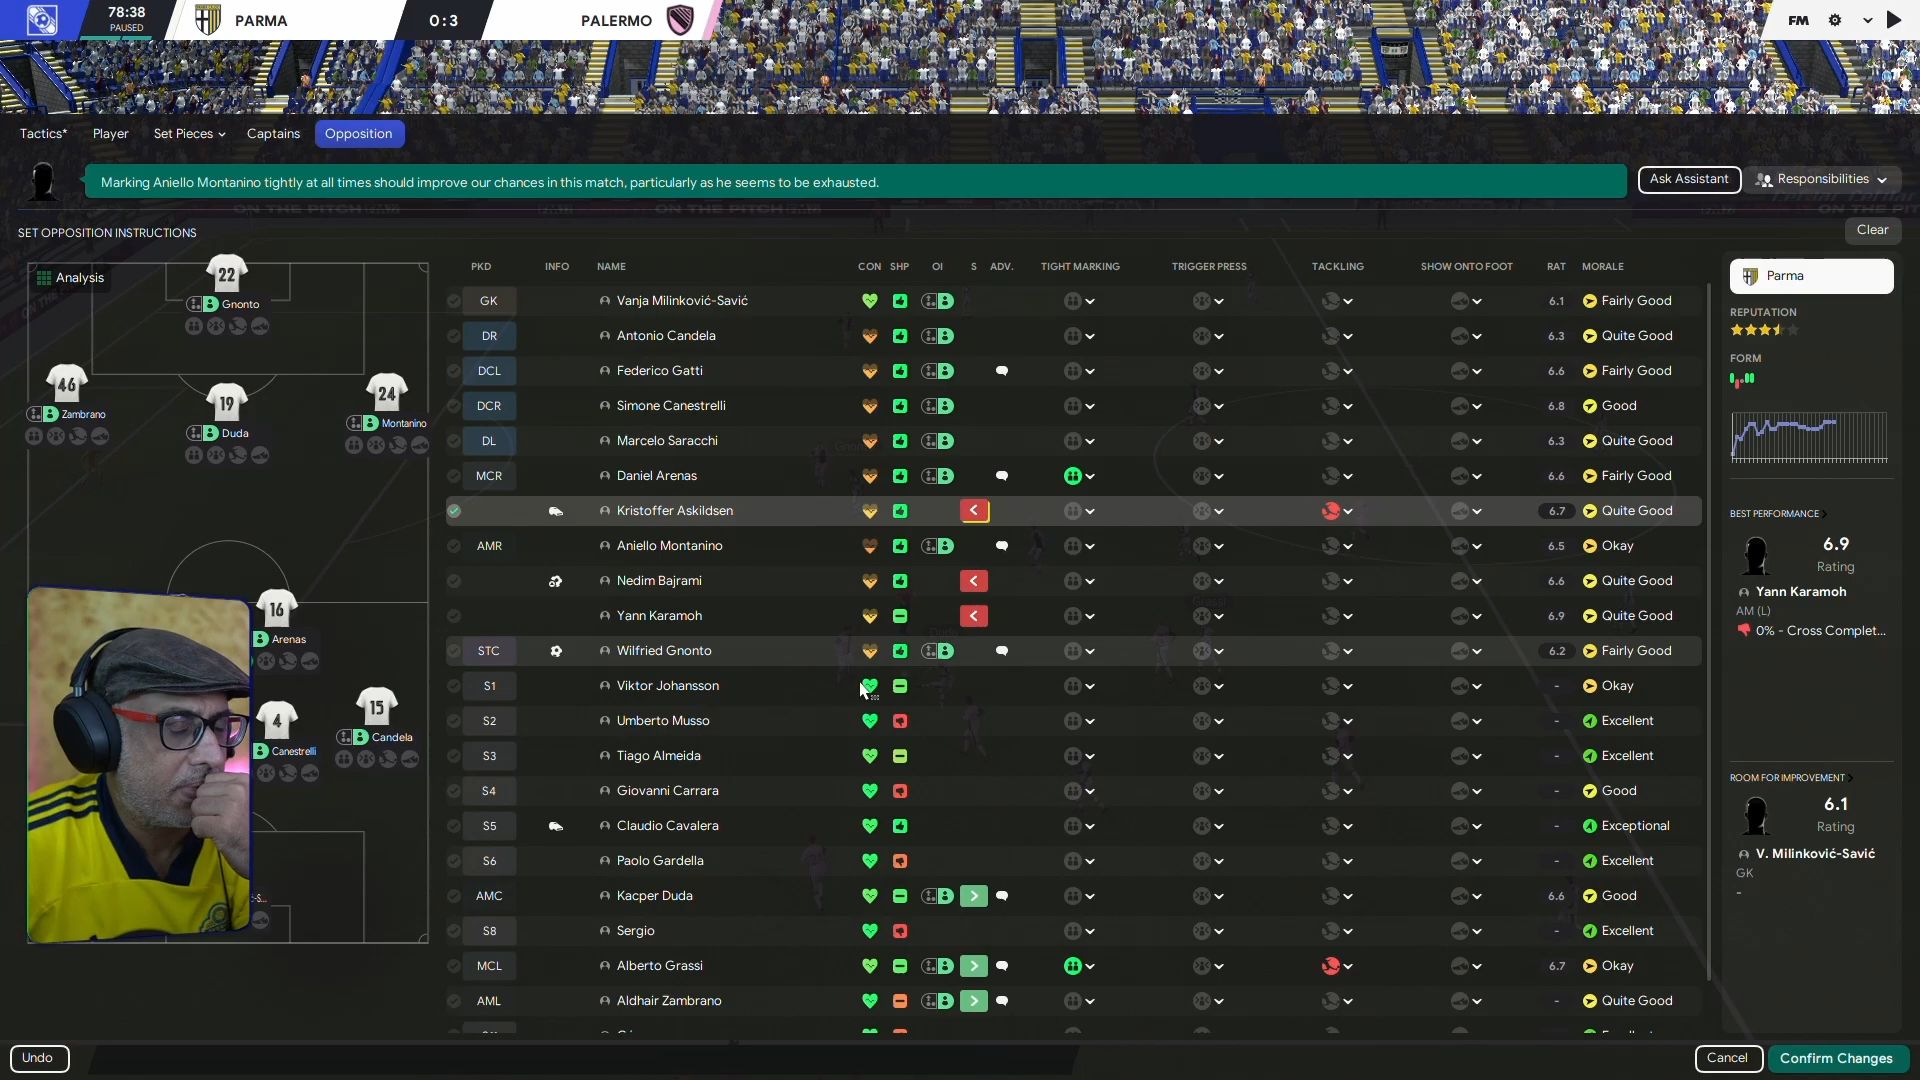 78:38
PAUSED
PARMA
0 : 3
PALERMO
FM
Tactics*
Player
Set Pieces
Captains
Opposition
Marking Aniello Montanino tightly at all times should improve our chances in this match, particularly as he seems to be exhausted.
Ask Assistant
Responsibilities
SET OPPOSITION INSTRUCTIONS
Clear
Analysis
22
Gnonto
46
Zambrano
19
Duda
24
Montanino
16
Arenas
4
Canestrelli
15
Candela
PKD INFO NAME CON SHP OI S ADV. TIGHT MARKING TRIGGER PRESS TACKLING SHOW ONTO FOOT RAT MORALE
GK Vanja Milinković-Savić 6.1 Fairly Good
DR Antonio Candela 6.3 Quite Good
DCL Federico Gatti 6.6 Fairly Good
DCR Simone Canestrelli 6.8 Good
DL Marcelo Saracchi 6.3 Quite Good
MCR Daniel Arenas 6.6 Fairly Good
Kristoffer Askildsen 6.7 Quite Good
AMR Aniello Montanino 6.5 Okay
Nedim Bajrami 6.6 Quite Good
Yann Karamoh 6.9 Quite Good
STC Wilfried Gnonto 6.2 Fairly Good
S1 Viktor Johansson - Okay
S2 Umberto Musso - Excellent
S3 Tiago Almeida - Excellent
S4 Giovanni Carrara - Good
S5 Claudio Cavalera - Exceptional
S6 Paolo Gardella - Excellent
AMC Kacper Duda 6.6 Good
S8 Sergio - Excellent
MCL Alberto Grassi 6.7 Okay
AML Aldhair Zambrano - Quite Good
Parma
REPUTATION
FORM
BEST PERFORMANCE
6.9
Rating
Yann Karamoh
AM (L)
0% - Cross Complet...
ROOM FOR IMPROVEMENT
6.1
Rating
V. Milinković-Savić
GK
-
Undo
Cancel
Confirm Changes